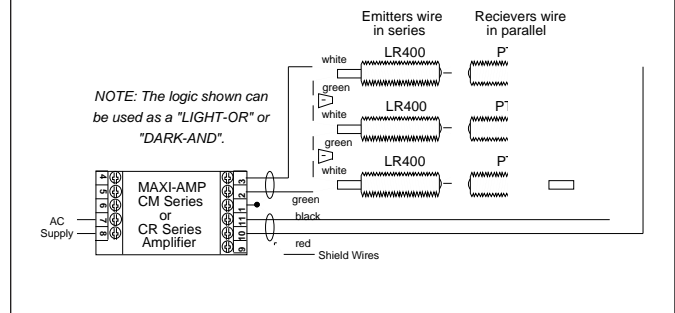 Emitters wire
in series
Recievers wire
in parallel
LR400
white
green
white
LR400
green
white
LR400
NOTE: The logic shown can
be used as a "LIGHT-OR" or
"DARK-AND".
MAXI-AMP
CM Series
or
CR Series
Amplifier
4
5
6
7
8
3
2
1
11
10
9
AC
Supply
green
black
red
Shield Wires